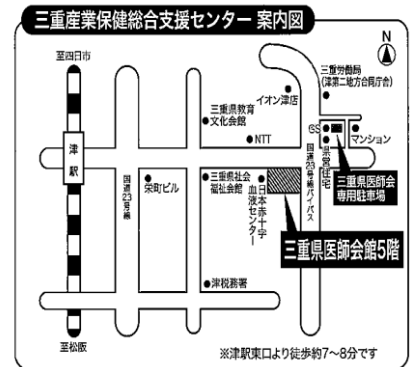 三重産業保健総合支援センター 案内図
N
至四日市
三重労働局
(津第二地方合同庁舎)
イオン津店
三重県教育
文化会館
GS
マンション
NTT
津駅
国道23号線
栄町ビル
三重県社会
福祉会館
日本赤十字
血液センター
国道23号線バイパス
県営住宅
三重県医師会
専用駐車場
三重県医師会館5階
津税務署
至松阪
※津駅東口より徒歩約7~8分です